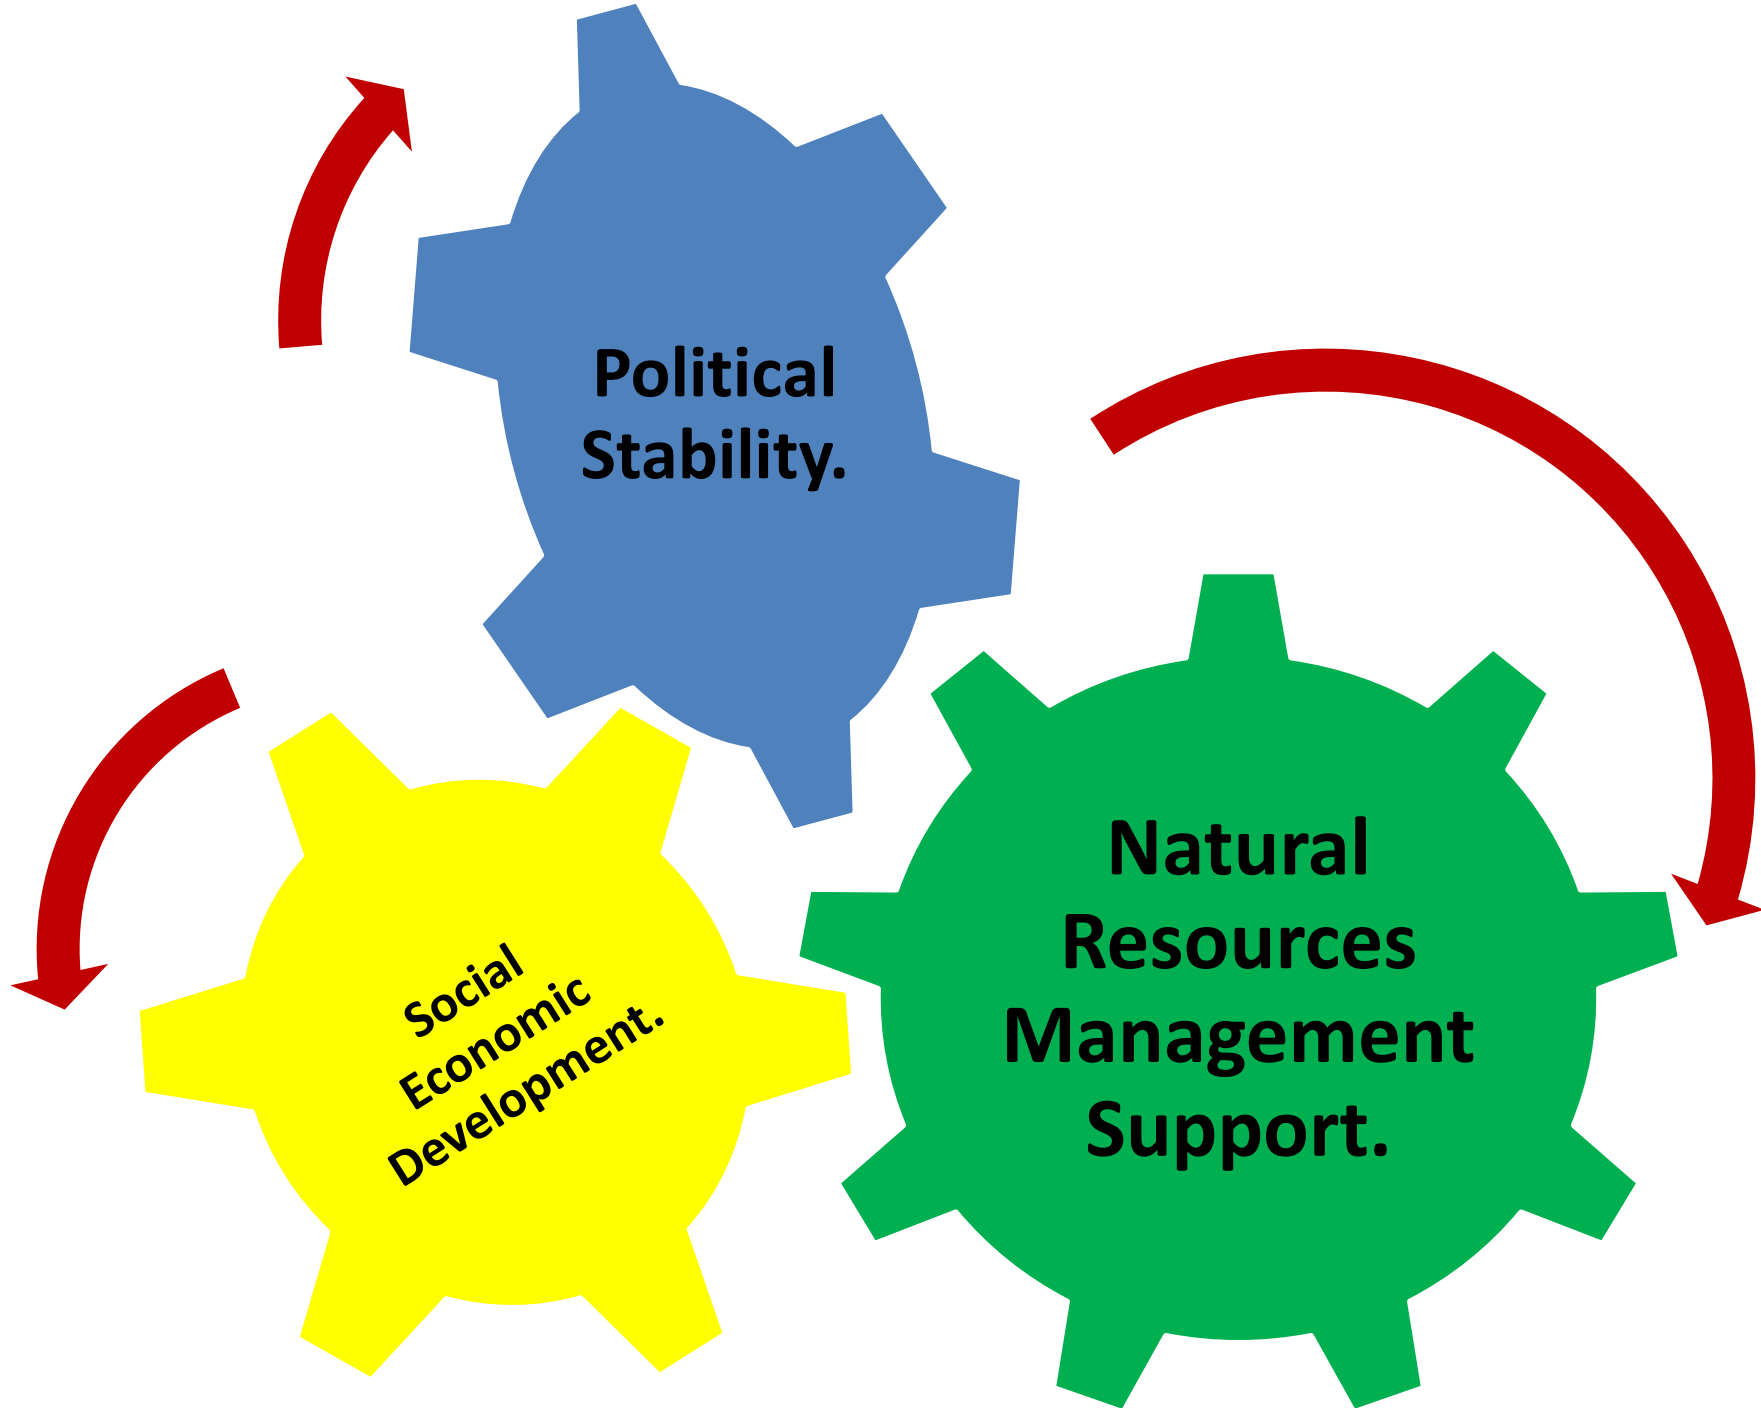 Political
Stability.
Natural
Resources
Management
Support.
Social
Economic
Development.